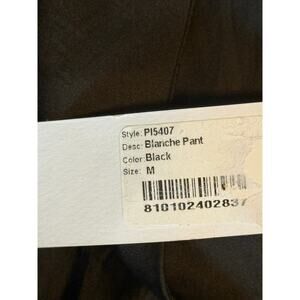 Style: PI5407
Desc: Blanche Pant
Color: Black
Size: M
810102402837